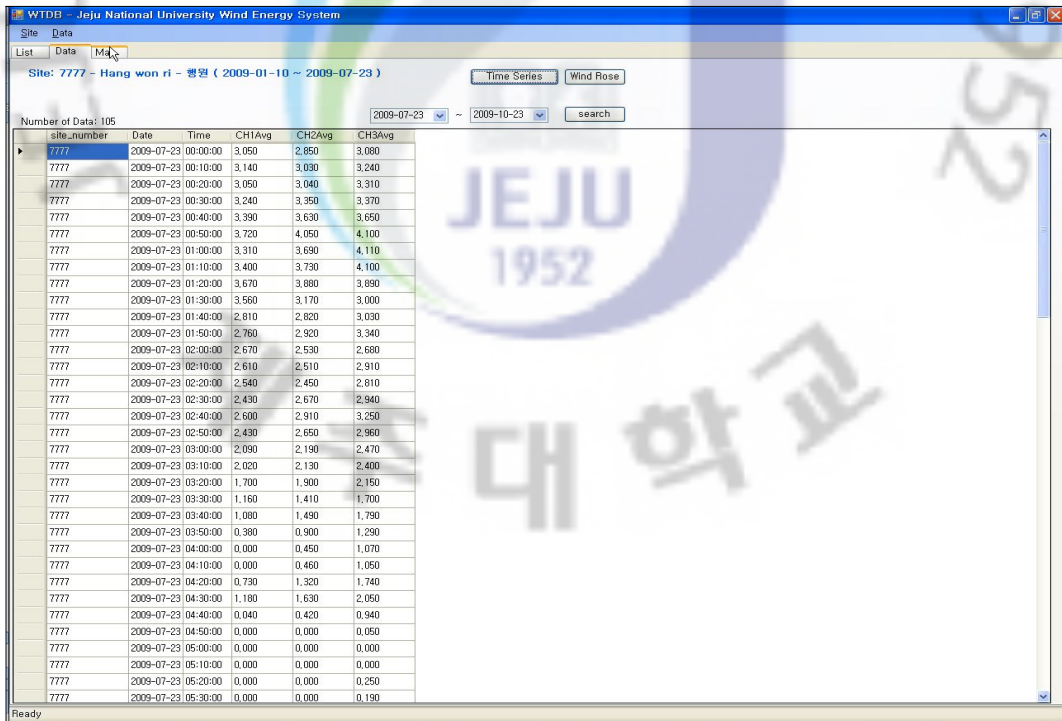 WTDB - Jeju National University Wind Energy System
Site Data
List Data Ma
Site: 7777 - Hang won ri - 행원 ( 2009-01-10 ~ 2009-07-23 )
Time Series Wind Rose
Number of Data: 105
2009-07-23 ~ 2009-10-23 search
site_number Date Time CH1Avg CH2Avg CH3Avg
7777 2009-07-23 00:00:00 3,050 2,850 3,080
7777 2009-07-23 00:10:00 3,140 3,030 3,240
7777 2009-07-23 00:20:00 3,050 3,040 3,310
7777 2009-07-23 00:30:00 3,240 3,350 3,370
7777 2009-07-23 00:40:00 3,390 3,630 3,650
7777 2009-07-23 00:50:00 3,720 4,050 4,100
7777 2009-07-23 01:00:00 3,310 3,690 4,110
7777 2009-07-23 01:10:00 3,400 3,730 4,100
7777 2009-07-23 01:20:00 3,670 3,880 3,890
7777 2009-07-23 01:30:00 3,560 3,170 3,000
7777 2009-07-23 01:40:00 2,810 2,820 3,030
7777 2009-07-23 01:50:00 2,760 2,920 3,340
7777 2009-07-23 02:00:00 2,670 2,530 2,680
7777 2009-07-23 02:10:00 2,610 2,510 2,910
7777 2009-07-23 02:20:00 2,540 2,450 2,810
7777 2009-07-23 02:30:00 2,430 2,670 2,940
7777 2009-07-23 02:40:00 2,600 2,910 3,250
7777 2009-07-23 02:50:00 2,430 2,650 2,960
7777 2009-07-23 03:00:00 2,090 2,190 2,470
7777 2009-07-23 03:10:00 2,020 2,130 2,400
7777 2009-07-23 03:20:00 1,700 1,900 2,150
7777 2009-07-23 03:30:00 1,160 1,410 1,700
7777 2009-07-23 03:40:00 1,080 1,490 1,790
7777 2009-07-23 03:50:00 0,380 0,900 1,290
7777 2009-07-23 04:00:00 0,000 0,450 1,070
7777 2009-07-23 04:10:00 0,000 0,460 1,050
7777 2009-07-23 04:20:00 0,730 1,320 1,740
7777 2009-07-23 04:30:00 1,180 1,630 2,050
7777 2009-07-23 04:40:00 0,040 0,420 0,940
7777 2009-07-23 04:50:00 0,000 0,000 0,050
7777 2009-07-23 05:00:00 0,000 0,000 0,000
7777 2009-07-23 05:10:00 0,000 0,000 0,000
7777 2009-07-23 05:20:00 0,000 0,000 0,250
7777 2009-07-23 05:30:00 0,000 0,000 0,190
Ready
JEJU
1952
제주대학교
952